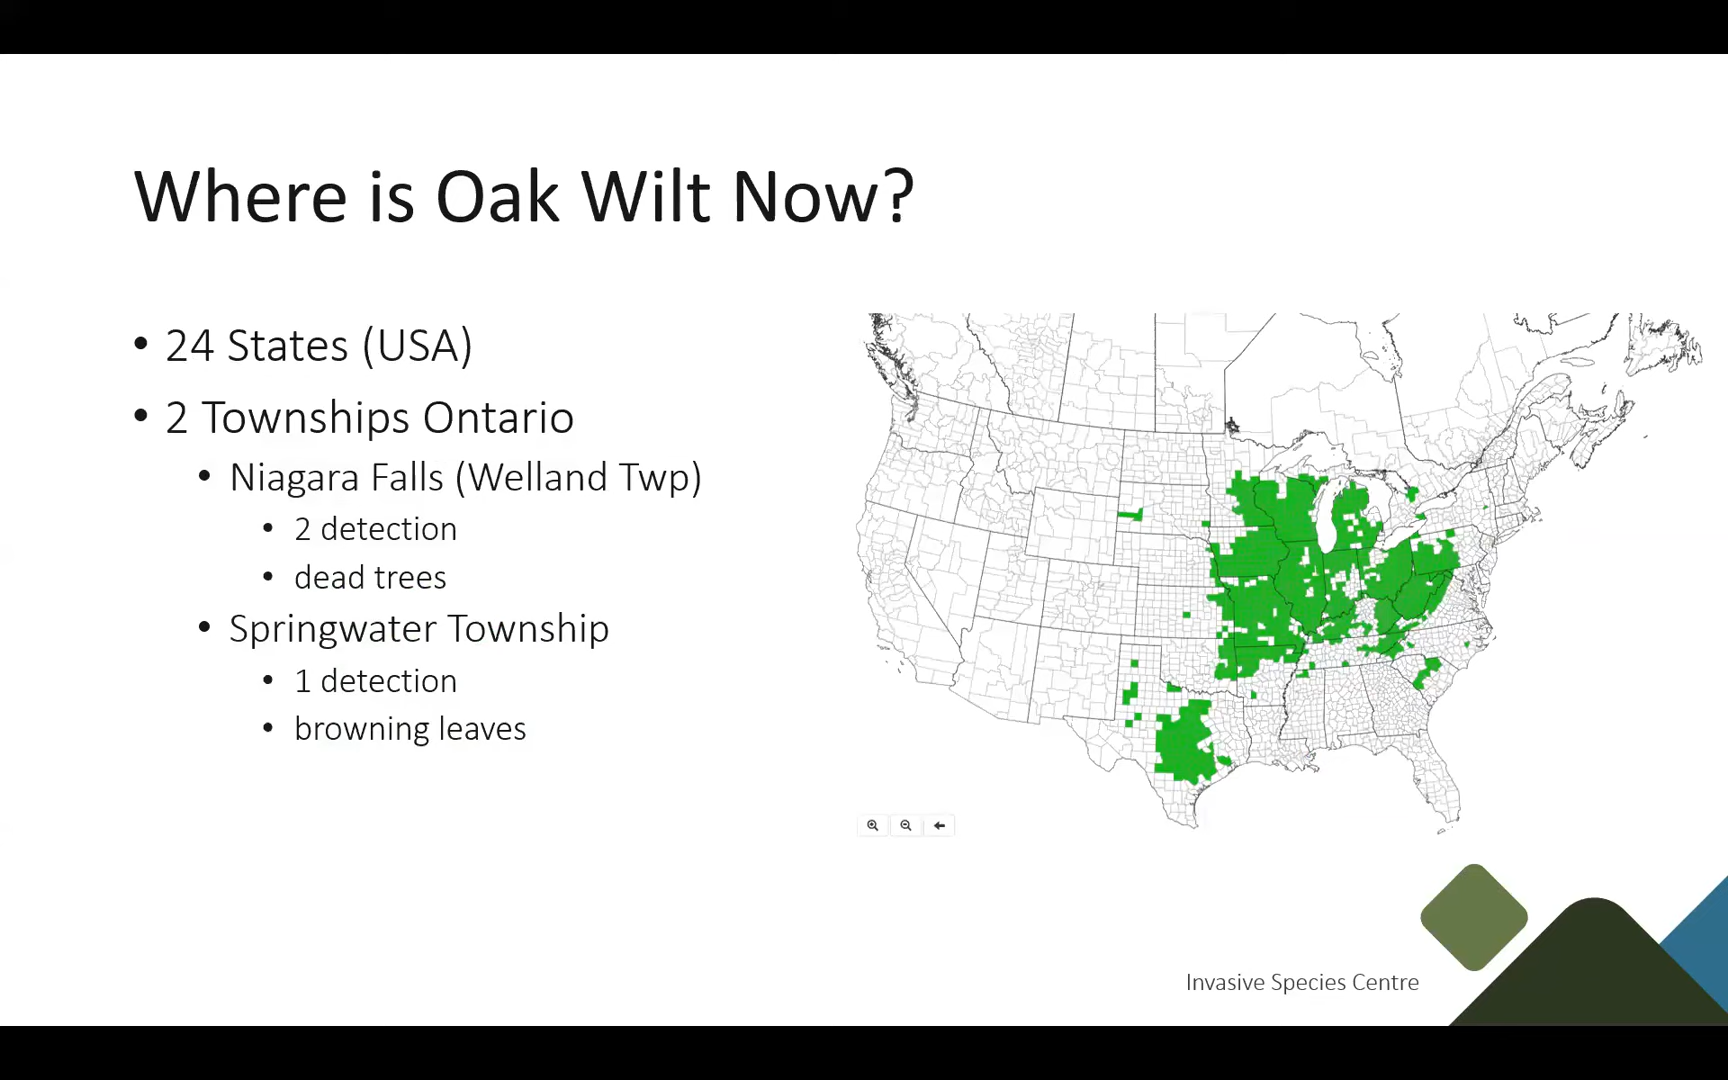 Where is Oak Wilt Now?
• 24 States (USA)
• 2 Townships Ontario
• Niagara Falls (Welland Twp)
• 2 detection
• dead trees
• Springwater Township
• 1 detection
• browning leaves
Invasive Species Centre